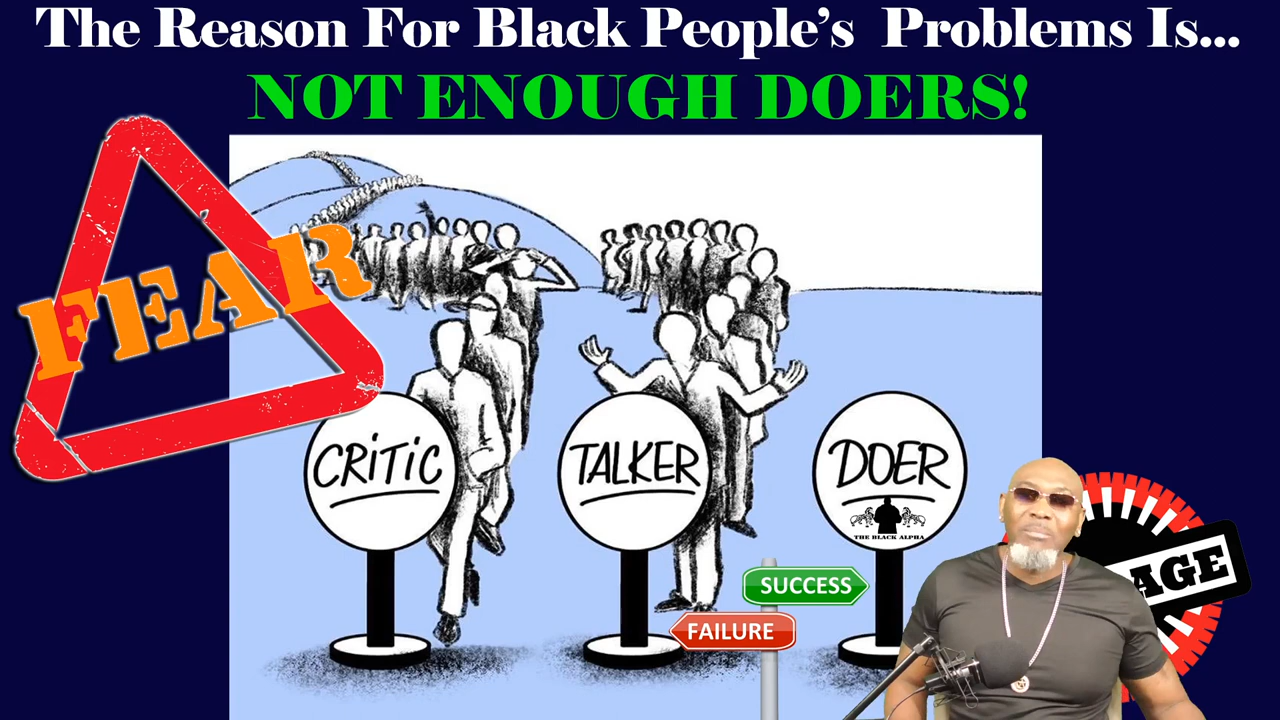 The Reason For Black People's Problems Is...
NOT ENOUGH DOERS!
FEAR
CRITIC
TALKER
DOER
THE BLACK ALPHA
SUCCESS
FAILURE
AGE